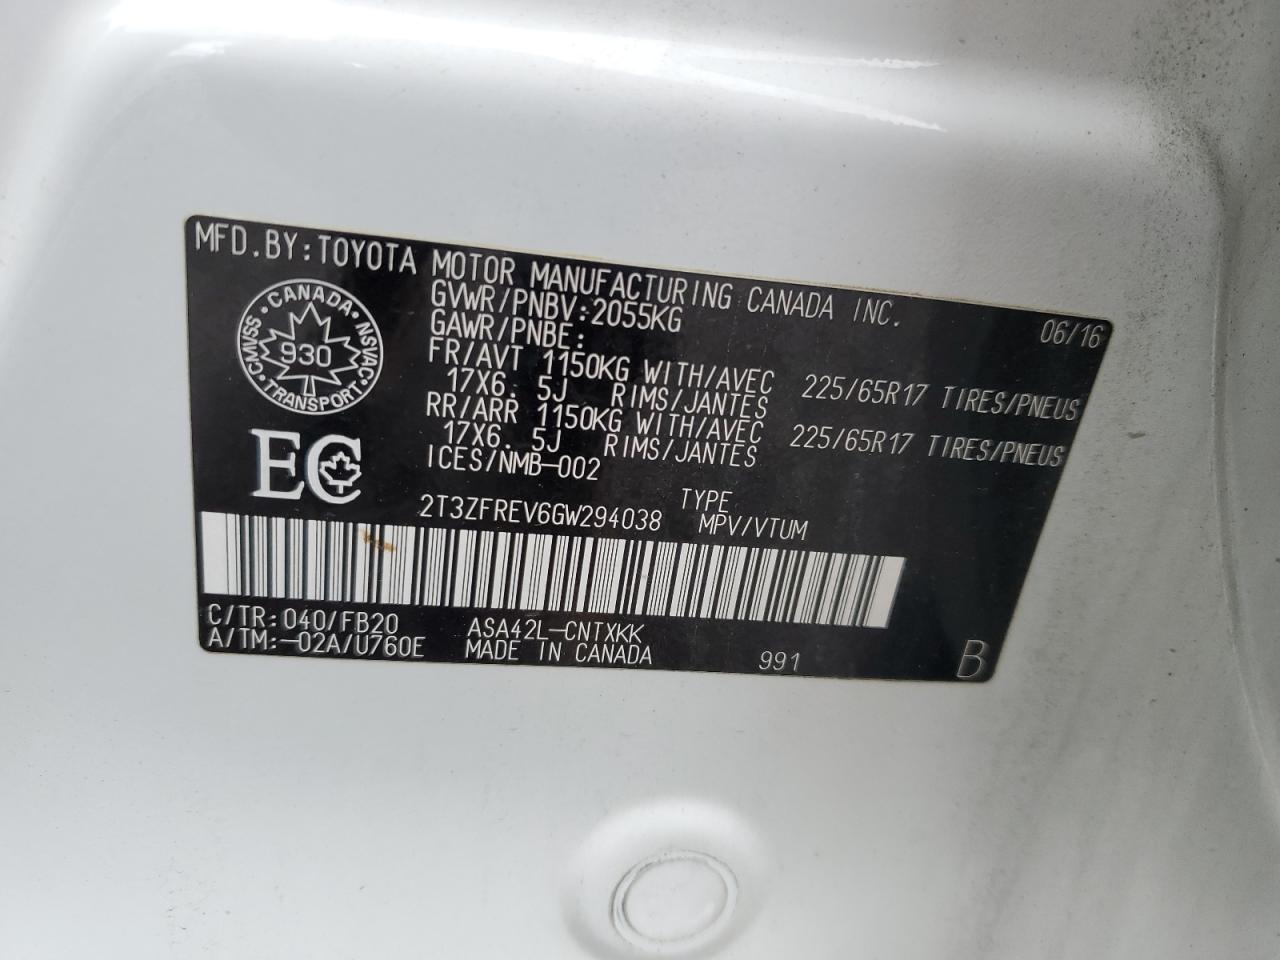 MFD.BY:TOYOTA MOTOR MANUFACTURING CANADA INC. 06/16
GVWR/PNBV:2055KG
GAWR/PNBE:
FR/AVT 1150KG WITH/AVEC 225/65R17 TIRES/PNEUS
17X6. 5J RIMS/JANTES
RR/ARR 1150KG WITH/AVEC 225/65R17 TIRES/PNEUS
17X6. 5J RIMS/JANTES
ICES/NMB-002
CANADA
CMVSS NSVAC
930
TRANSPORT
EC
2T3ZFREV6GW294038 TYPE
MPV/VTUM
C/TR:040/FB20 ASA42L-CNTXKK
A/TM:-02A/U760E MADE IN CANADA 991 B